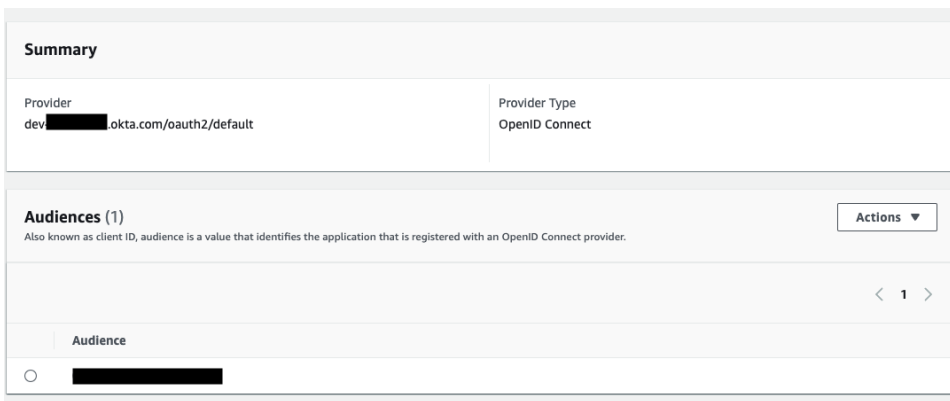 Summary
Provider
Provider Type
dev- .okta.com/oauth2/default
OpenID Connect
Audiences (1)
Actions ▼
Also known as client ID, audience is a value that identifies the application that is registered with an OpenID Connect provider.
< 1 >
Audience